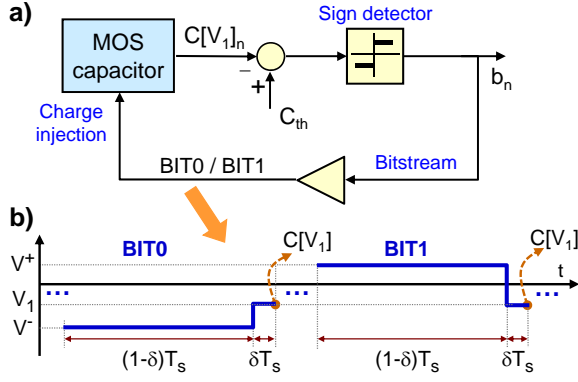 a)
Sign detector
MOS
capacitor
C[V₁]ₙ
−
+
bₙ
Charge
injection
Cₜₕ
BIT0 / BIT1
Bitstream
b)
BIT0
C[V₁]
BIT1
C[V₁]
V⁺
t
...
...
...
V₁
V⁻
(1-δ)Tₛ
δTₛ
(1-δ)Tₛ
δTₛ